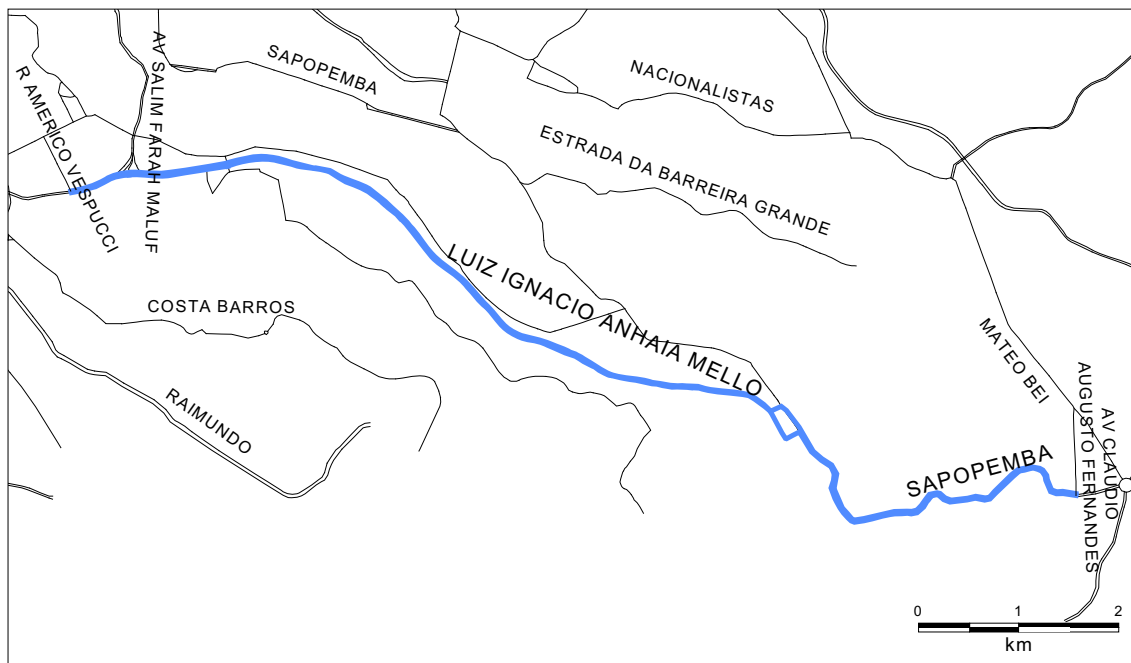 SAPOPEMBA
NACIONALISTAS
R AMERICO VESPUCCI
AV SALIM FARAH MALUF
ESTRADA DA BARREIRA GRANDE
LUIZ IGNACIO ANHAIA MELLO
COSTA BARROS
RAIMUNDO
MATEO BEI
AUGUSTO FERNANDES
AV CLAUDIO
SAPOPEMBA
0 1 2
km